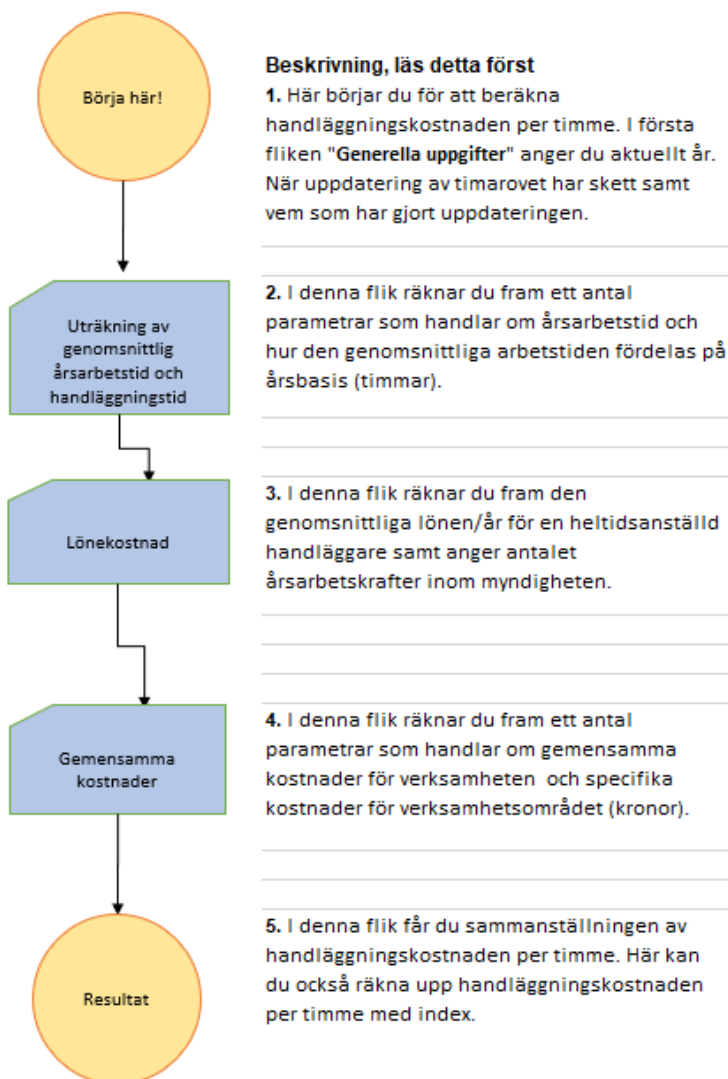 Börja här!
Beskrivning, läs detta först
1. Här börjar du för att beräkna
handläggningskostnaden per timme. I första
fliken "Generella uppgifter" anger du aktuellt år.
När uppdatering av timarovet har skett samt
vem som har gjort uppdateringen.
Uträkning av
genomsnittlig
årsarbetstid och
handläggningstid
2. I denna flik räknar du fram ett antal
parametrar som handlar om årsarbetstid och
hur den genomsnittliga arbetstiden fördelas på
årsbasis (timmar).
Lönekostnad
3. I denna flik räknar du fram den
genomsnittliga lönen/år för en heltidsanställd
handläggare samt anger antalet
årsarbetskrafter inom myndigheten.
Gemensamma
kostnader
4. I denna flik räknar du fram ett antal
parametrar som handlar om gemensamma
kostnader för verksamheten och specifika
kostnader för verksamhetsområdet (kronor).
Resultat
5. I denna flik får du sammanställningen av
handläggningskostnaden per timme. Här kan
du också räkna upp handläggningskostnaden
per timme med index.